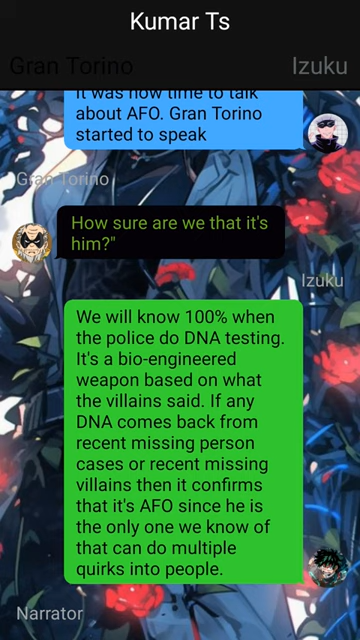 Kumar Ts
Gran Torino
Izuku
It was now time to talk
about AFO. Gran Torino
started to speak
Gran Torino
How sure are we that it's
him?"
Izuku
We will know 100% when
the police do DNA testing.
It's a bio-engineered
weapon based on what
the villains said. If any
DNA comes back from
recent missing person
cases or recent missing
villains then it confirms
that it's AFO since he is
the only one we know of
that can do multiple
quirks into people.
Narrator